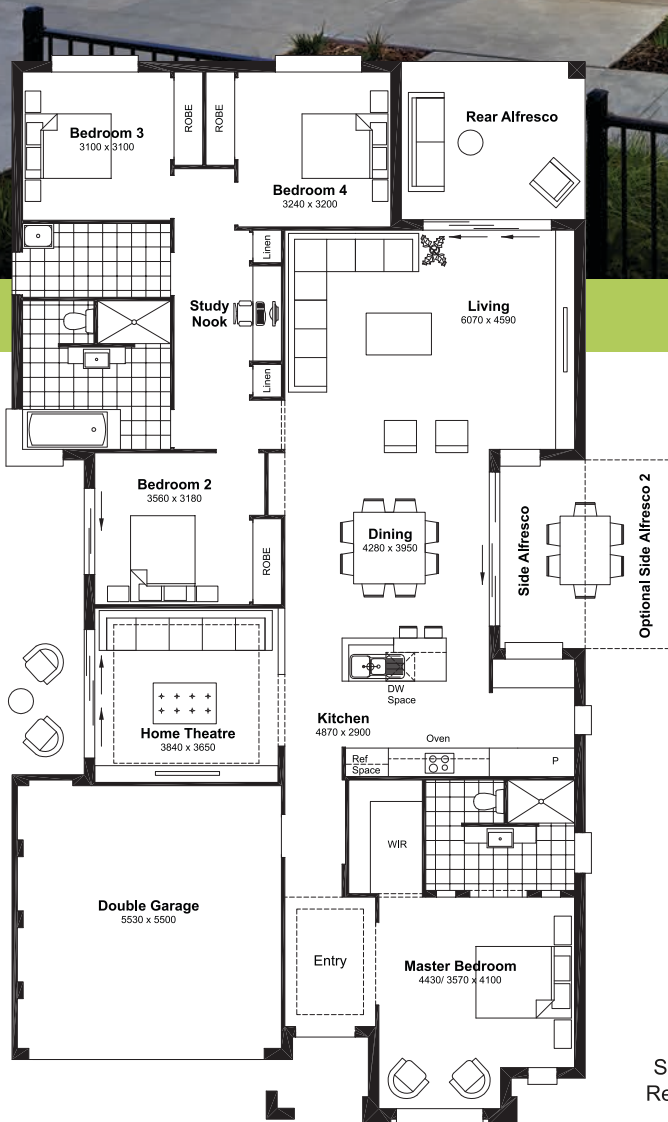 Bedroom 3
3100 x 3100
ROBE
ROBE
Bedroom 4
3240 x 3200
Rear Alfresco
Linen
Study
Nook
Linen
Living
6070 x 4590
Bedroom 2
3560 x 3180
ROBE
Dining
4280 x 3950
Side Alfresco
Optional Side Alfresco 2
DW
Space
Home Theatre
3840 x 3650
Kitchen
4870 x 2900
Oven
Ref
Space
P
WIR
Double Garage
5530 x 5500
Entry
Master Bedroom
4430/ 3570 x 4100
S
Re